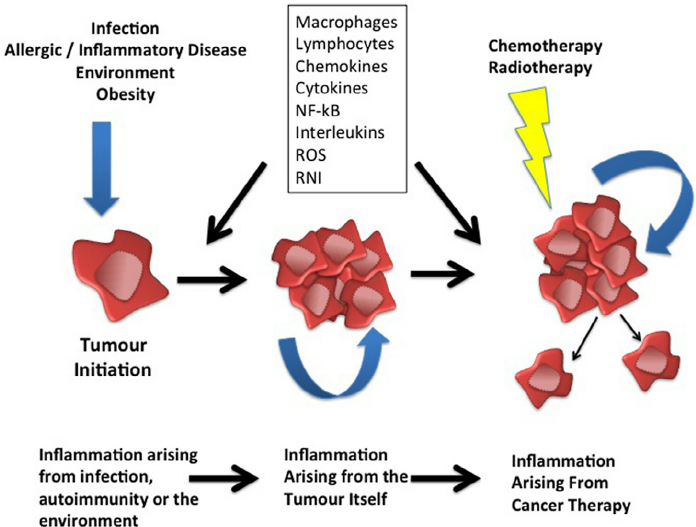 Infection
Allergic / Inflammatory Disease
Environment
Obesity
Macrophages
Lymphocytes
Chemokines
Cytokines
NF-kB
Interleukins
ROS
RNI
Chemotherapy
Radiotherapy
Tumour
Initiation
Inflammation arising
from infection,
autoimmunity or the
environment
Inflammation
Arising from the
Tumour Itself
Inflammation
Arising From
Cancer Therapy